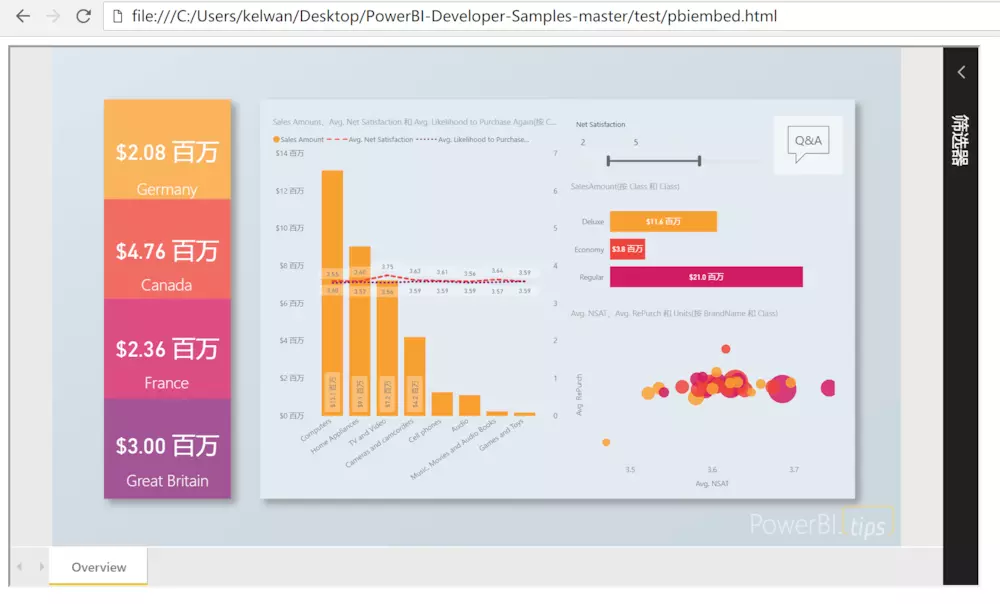 file:///C:/Users/kelwan/Desktop/PowerBI-Developer-Samples-master/test/pbiembed.html
$2.08 百万
Germany
$4.76 百万
Canada
$2.36 百万
France
$3.00 百万
Great Britain
Sales Amount、Avg. Net Satisfaction 和 Avg. Likelihood to Purchase Again(按 C...
Sales Amount Avg. Net Satisfaction Avg. Likelihood to Purchase...
$14 百万
$12 百万
$10 百万
$8 百万
$6 百万
$4 百万
$2 百万
$0 百万
7
6
5
4
3
2
1
0
3.75 3.62 3.61 3.56 3.64 3.59
3.60 3.57 3.56 3.59 3.59 3.59 3.57 3.59
Computers
Home Appliances
TV and Video
Cameras and camcorders
Cell phones
Audio
Music, Movies and Audio Books
Games and Toys
Net Satisfaction
2 5
Q&A
SalesAmount(按 Class 和 Class)
Deluxe $11.6 百万
Economy $3.8 百万
Regular $21.0 百万
Avg. NSAT、Avg. RePurch 和 Units(按 BrandName 和 Class)
Avg. RePurch
3.5 3.6 3.7
Avg. NSAT
PowerBI.tips
筛选器
Overview